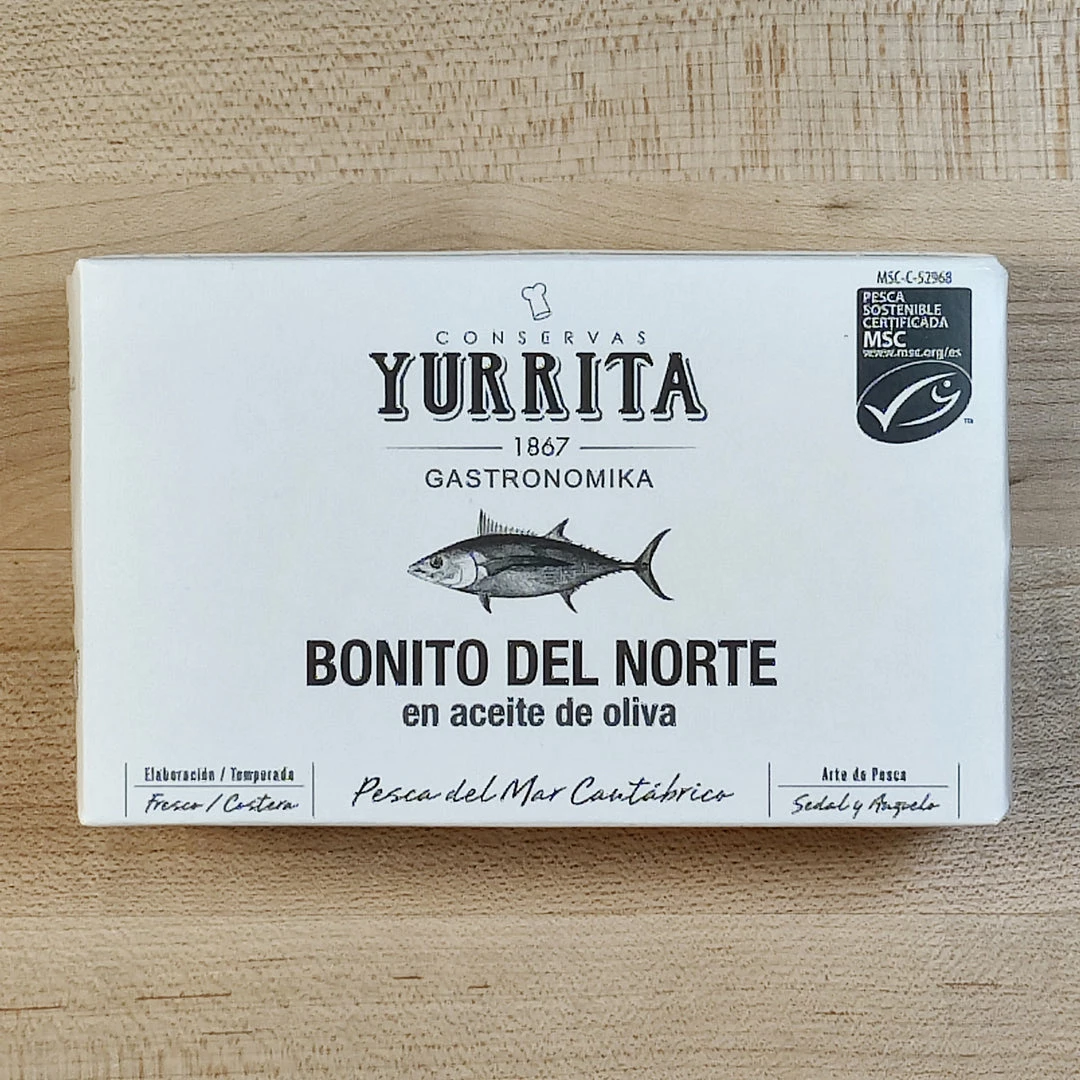 MSC-C-52968
PESCA
SOSTENIBLE
CERTIFICADA
MSC
www.msc.org/es
TM
CONSERVAS
YURRITA
1867
GASTRONOMIKA
BONITO DEL NORTE
en aceite de oliva
Elaboración / Temporada
Fresco / Costera
Pesca del Mar Cantábrico
Arte de Pesca
Sedal y Anzuelo